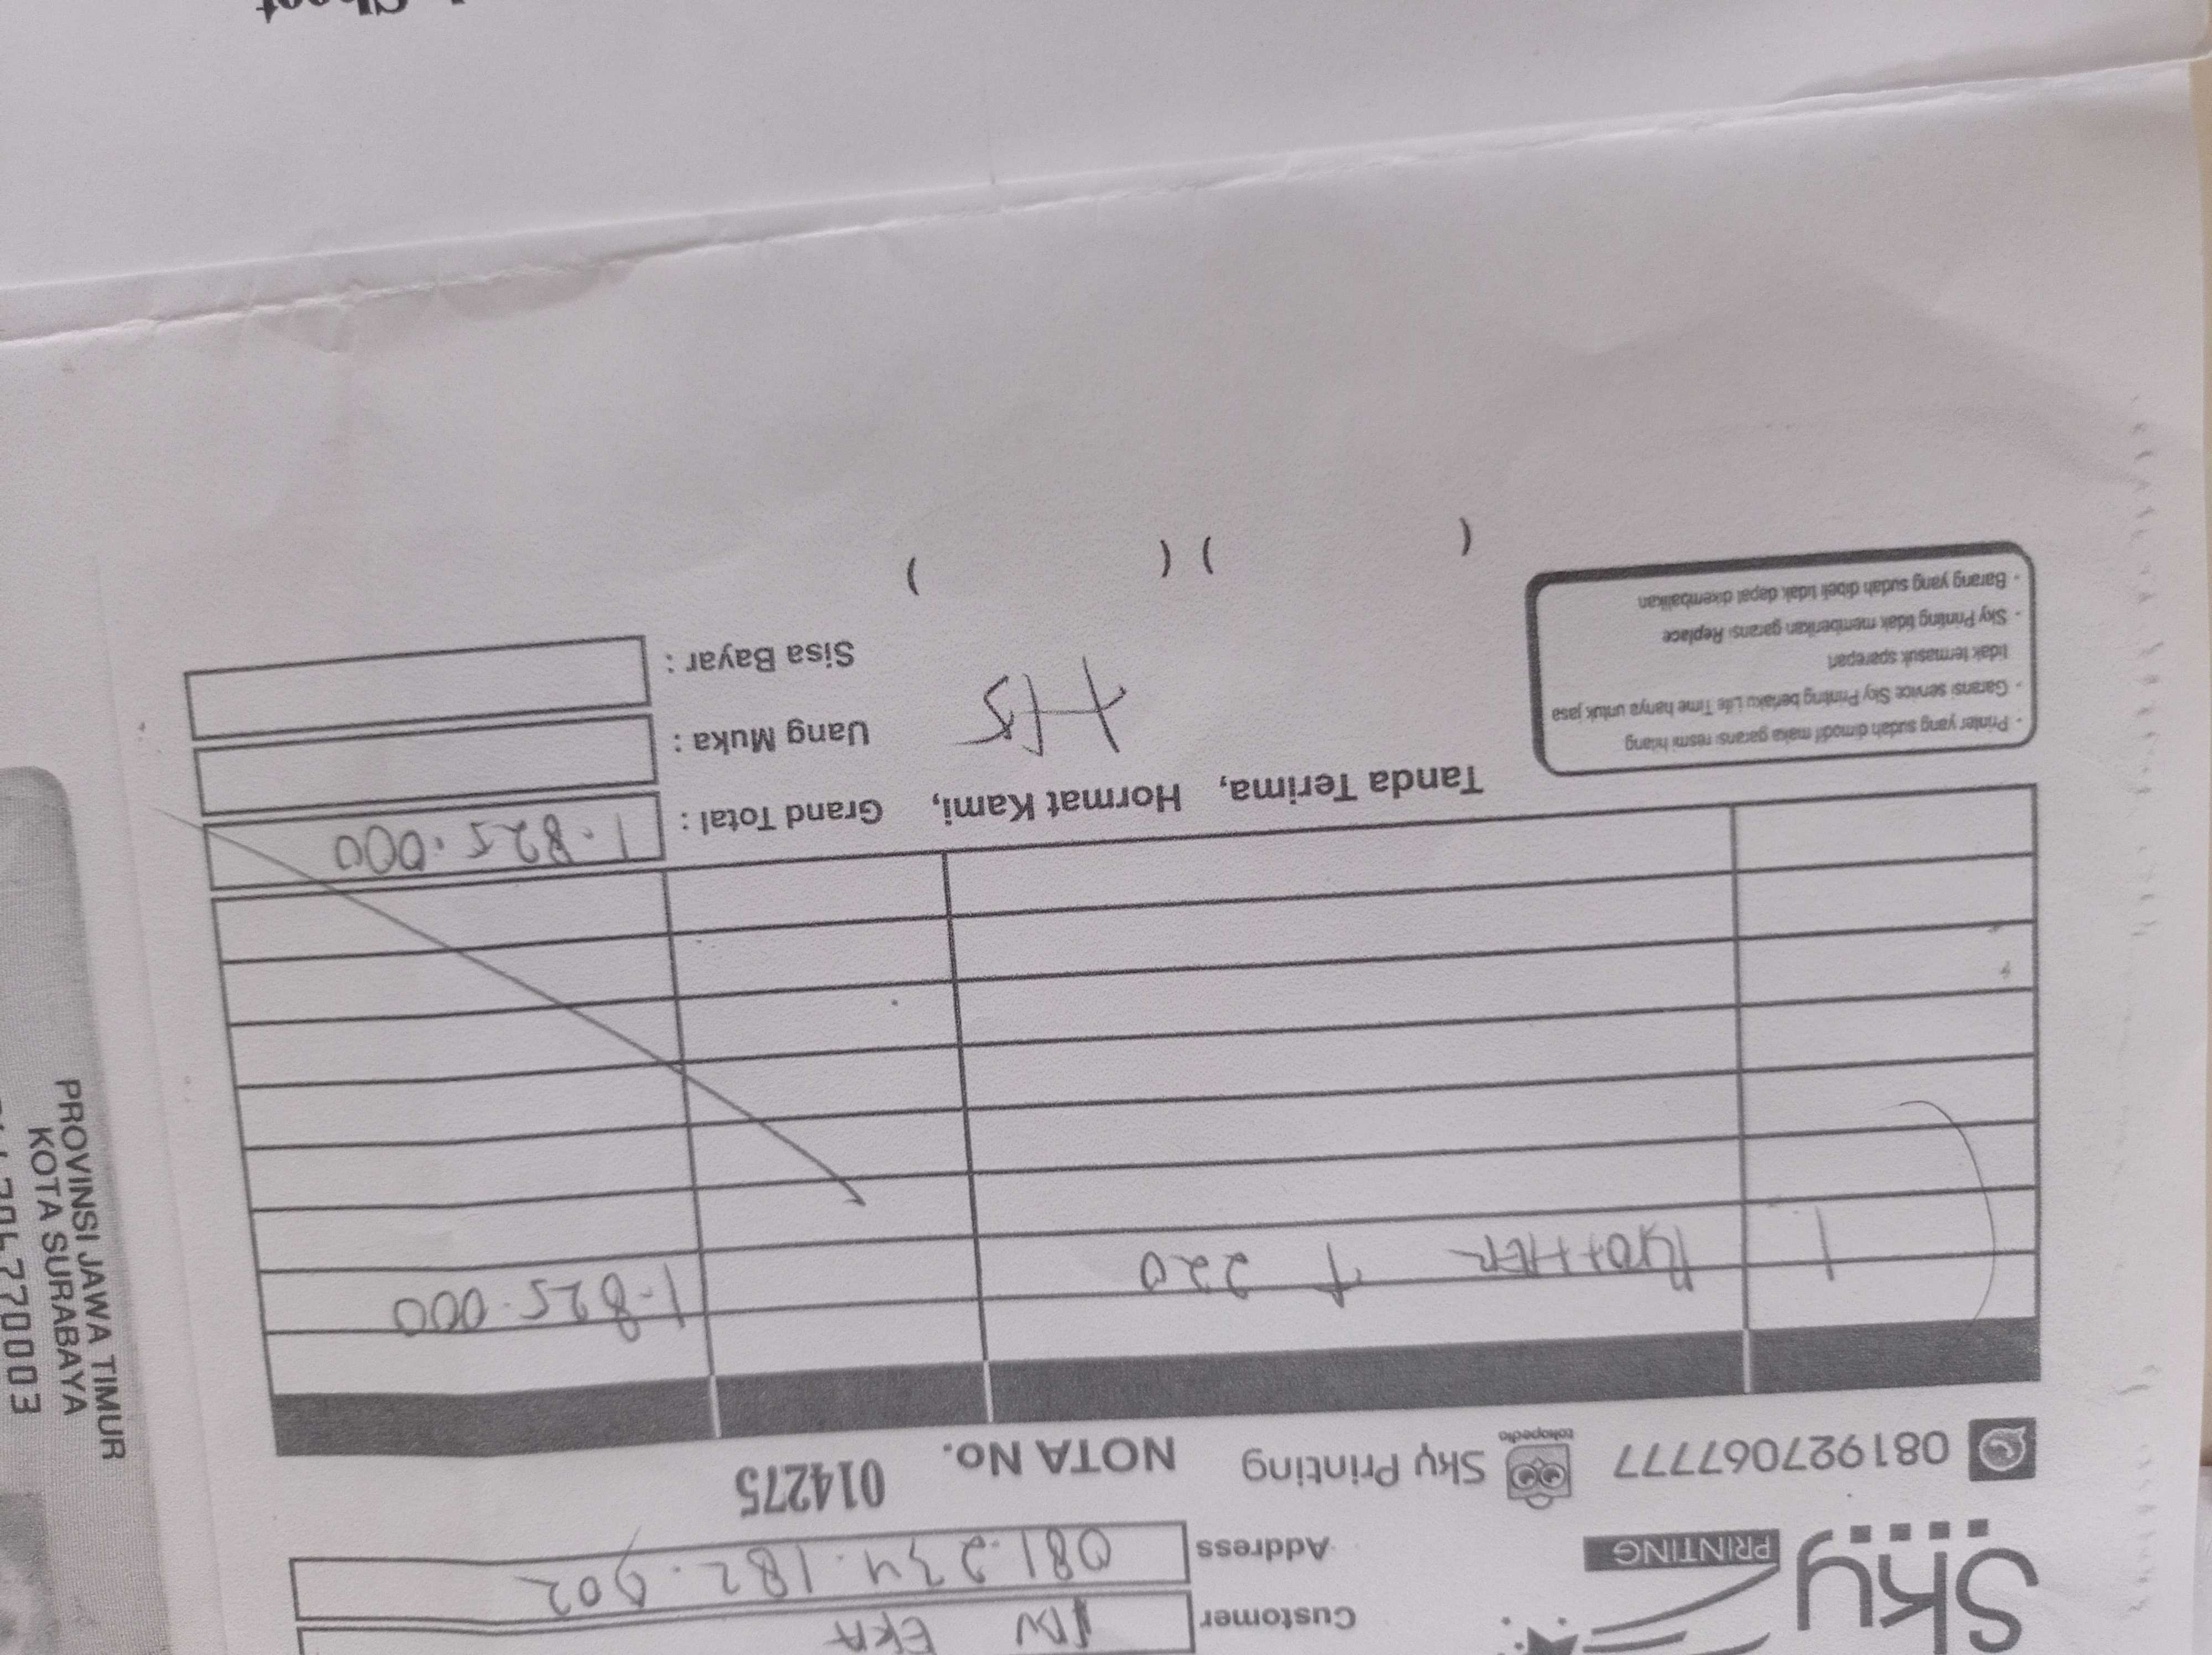 Sky
PRINTING
Customer IBU EKA
Address 081.234.182.902
081927067777 tokopedia Sky Printing NOTA No. 014275
1 BROTHER T 220 1.825.000
Tanda Terima, Hormat Kami, Grand Total : 1.825.000
Uang Muka :
Sisa Bayar :
- Printer yang sudah dimodif maka garansi resmi hilang
- Garansi service Sky Printing berlaku Life Time hanya untuk jasa
tidak termasuk sparepart
- Sky Printing tidak memberikan garansi Replace
- Barang yang sudah dibeli tidak dapat dikembalikan
( ) ( )
PROVINSI JAWA TIMUR
KOTA SURABAYA